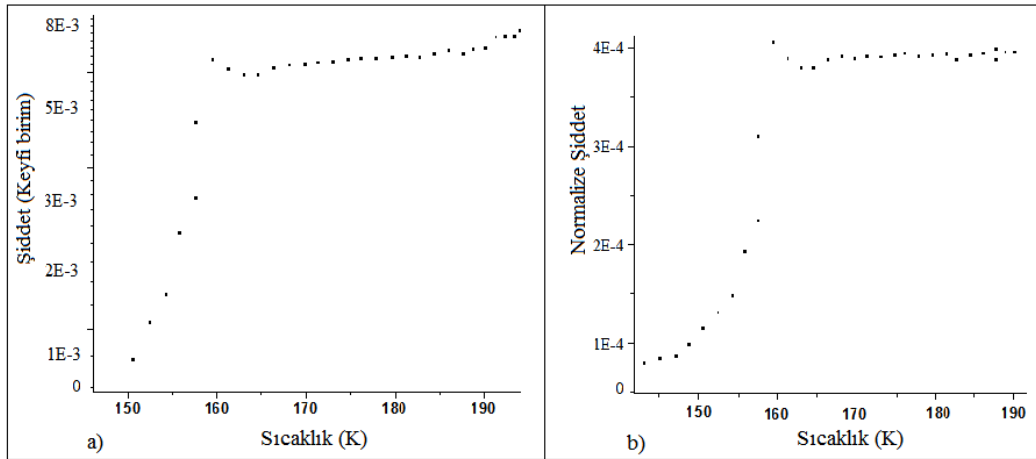 8E-3
5E-3
3E-3
2E-3
1E-3
0
Şiddet (Keyfi birim)
150 160 170 180 190
Sıcaklık (K)
a)
4E-4
3E-4
2E-4
1E-4
0
Normalize Şiddet
150 160 170 180 190
Sıcaklık (K)
b)